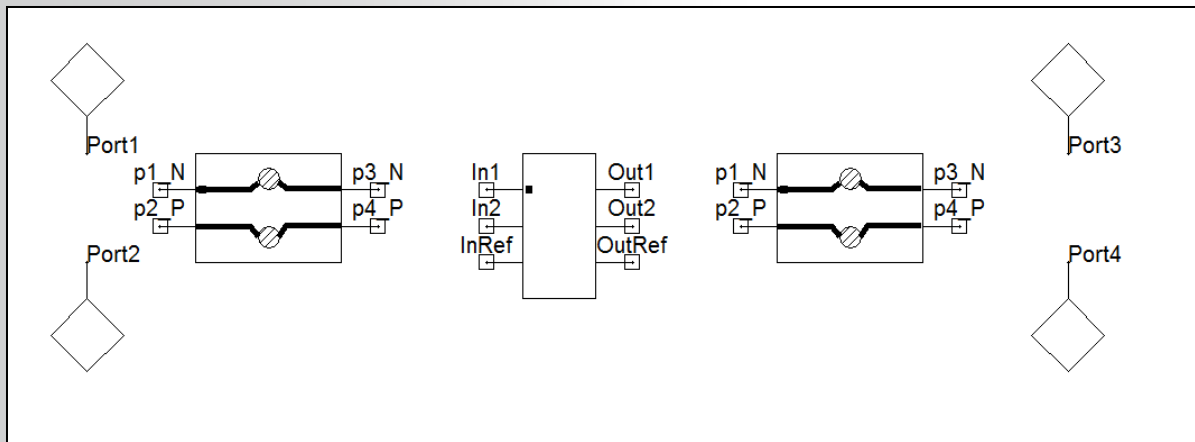 Port1
Port3
p1_N
p3_N
In1
Out1
p1_N
p3_N
p2_P
p4_P
In2
Out2
p2_P
p4_P
Port2
InRef
OutRef
Port4